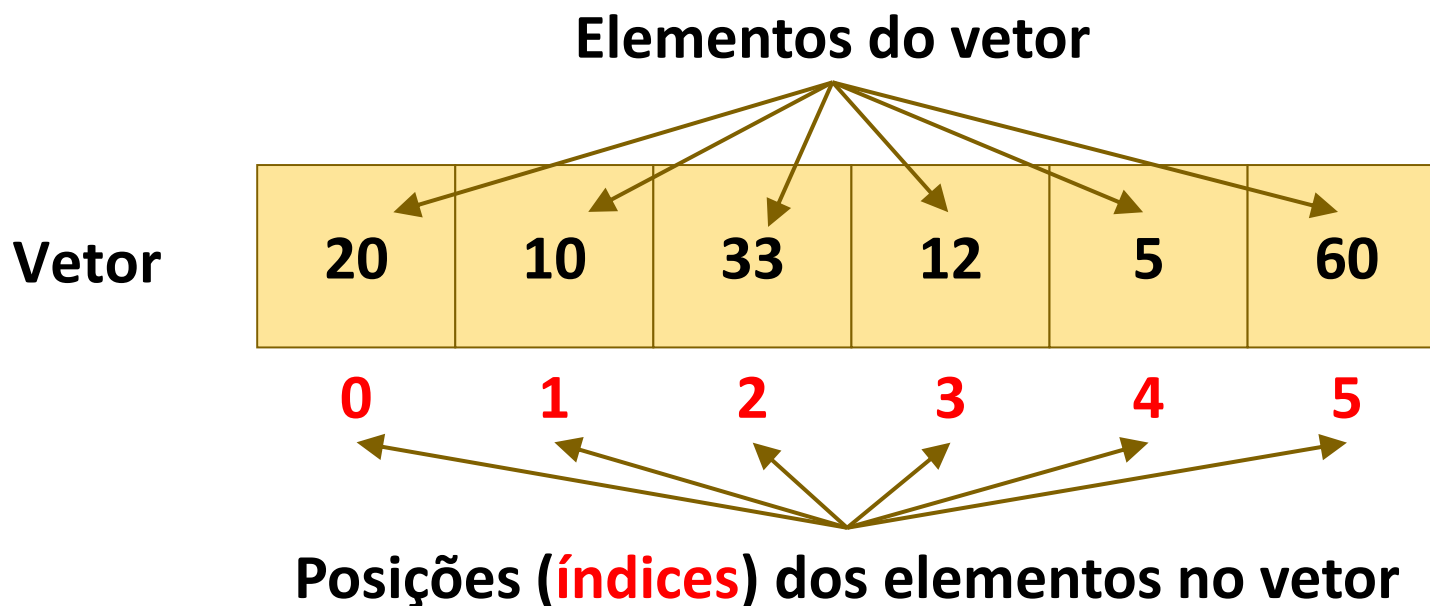 Elementos do vetor
Vetor 20 10 33 12 5 60
0 1 2 3 4 5
Posições (índices) dos elementos no vetor